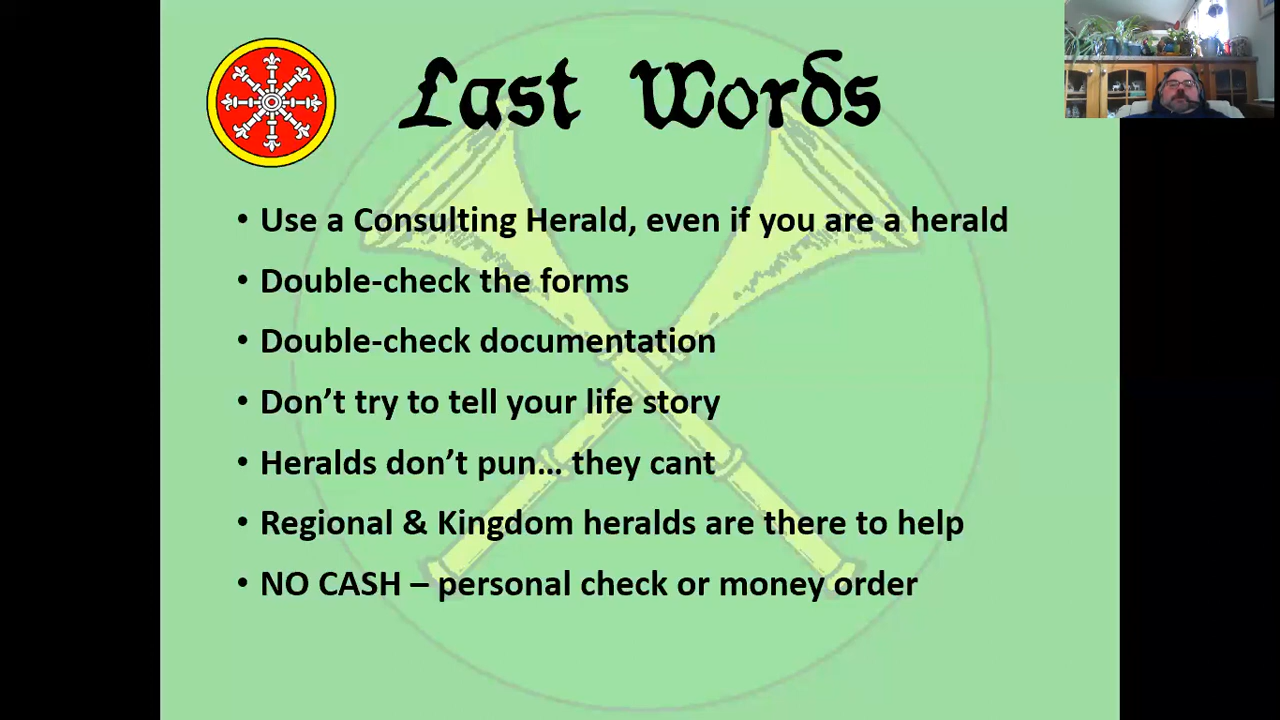 Last Words
• Use a Consulting Herald, even if you are a herald
• Double-check the forms
• Double-check documentation
• Don’t try to tell your life story
• Heralds don’t pun… they cant
• Regional & Kingdom heralds are there to help
• NO CASH – personal check or money order